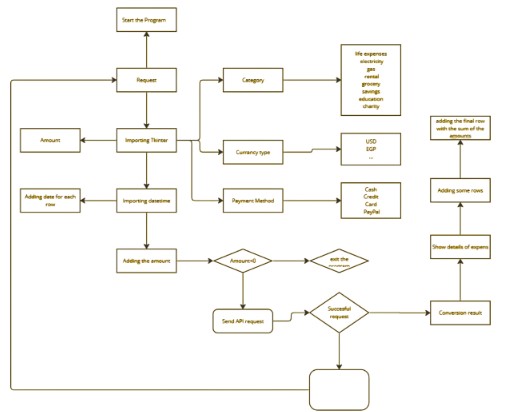 Start the Program
Request
Category
life expenses
electricity
gas
rental
grocery
savings
education
charity
adding the final row
with the sum of the
accounts
Amount
Importing Tkinter
Currancy type
USD
EGP
...
Adding date for each
row
Importing datetime
Payment Method
Cash
Credit
Card
PayPal
Adding some rows
Adding the amount
Amount=0
exit the
Show details of expens
Send API request
Successful
request
Conversion result